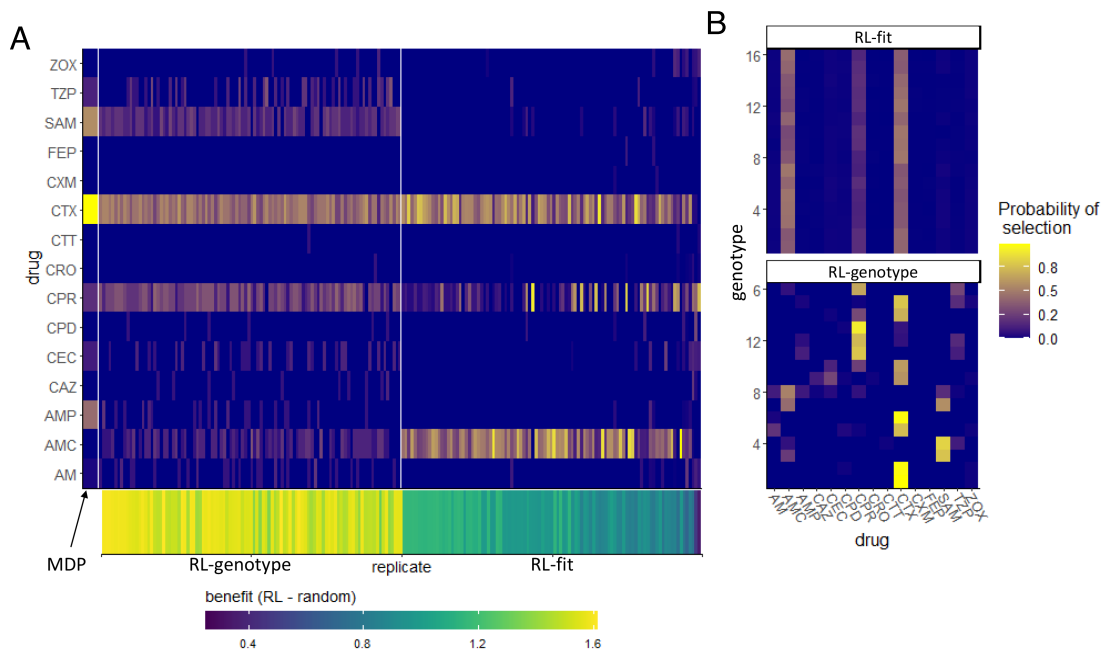 A
B
ZOX
TZP
SAM
FEP
CXM
CTX
CTT
CRO
CPR
CPD
CEC
CAZ
AMP
AMC
AM
drug
MDP
RL-genotype
replicate
RL-fit
benefit (RL - random)
0.4 0.8 1.2 1.6
RL-fit
16
12
8
4
genotype
RL-genotype
6
12
8
4
AM AMC AMP CAZ CEC CPD CPR CRO CTT CTX CXM FEP SAM TZP ZOX
drug
Probability of
selection
0.8
0.5
0.2
0.0